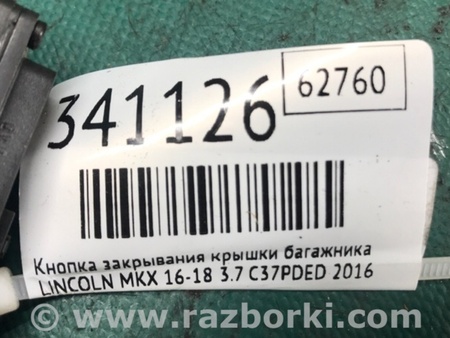 341126
62760
Кнопка закрывания крышки багажника
LINCOLN MKX 16-18 3.7 C37PDED 2016
www.razborki.com